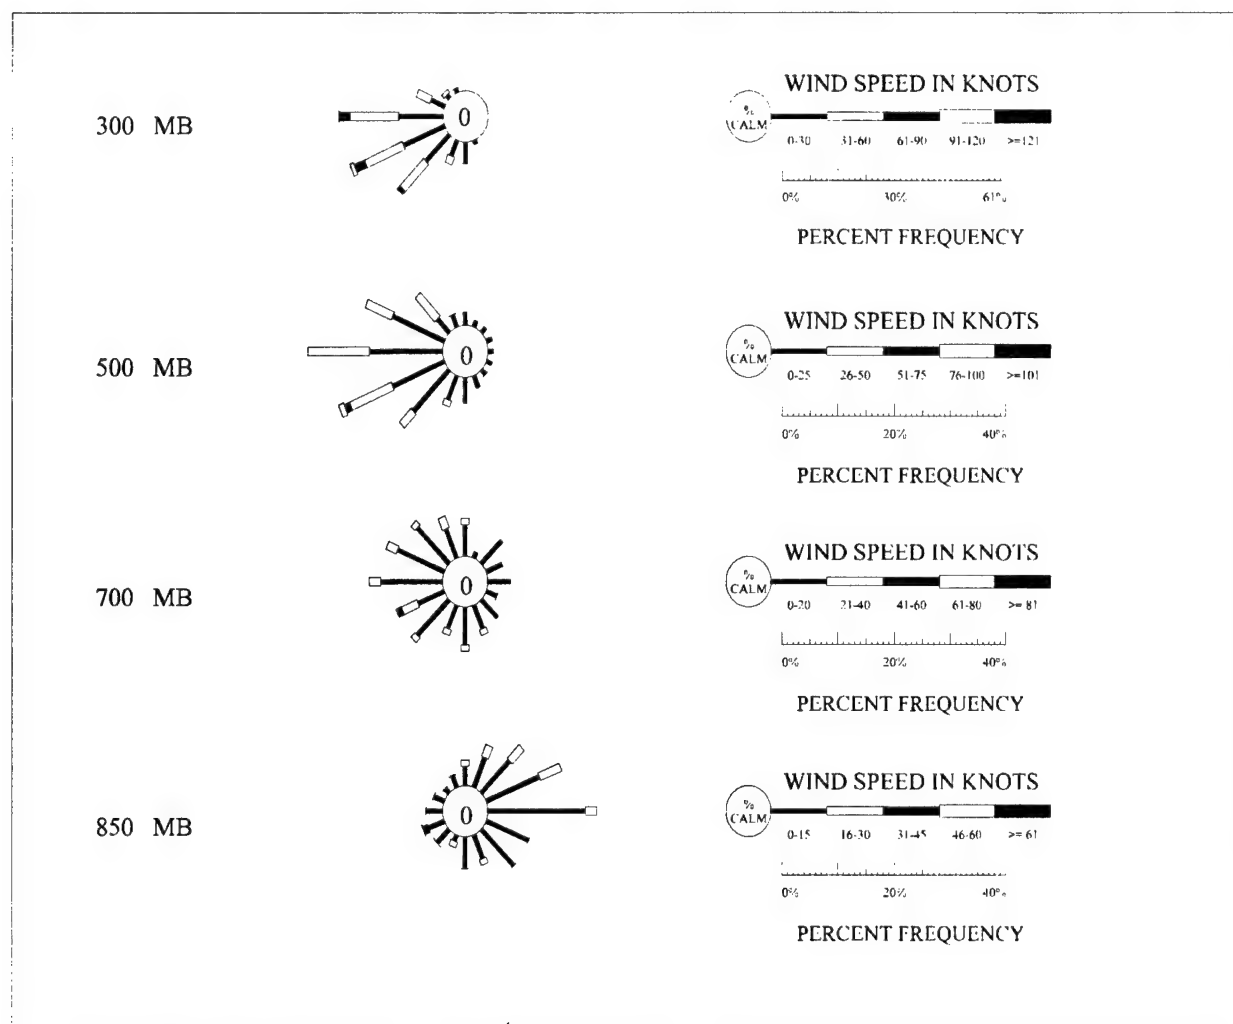 300 MB
0
WIND SPEED IN KNOTS
% CALM
0-30 31-60 61-90 91-120 >=121
0% 30% 61%
PERCENT FREQUENCY
500 MB
0
WIND SPEED IN KNOTS
% CALM
0-25 26-50 51-75 76-100 >=101
0% 20% 40%
PERCENT FREQUENCY
700 MB
0
WIND SPEED IN KNOTS
% CALM
0-20 21-40 41-60 61-80 >= 81
0% 20% 40%
PERCENT FREQUENCY
850 MB
0
WIND SPEED IN KNOTS
% CALM
0-15 16-30 31-45 46-60 >= 61
0% 20% 40%
PERCENT FREQUENCY